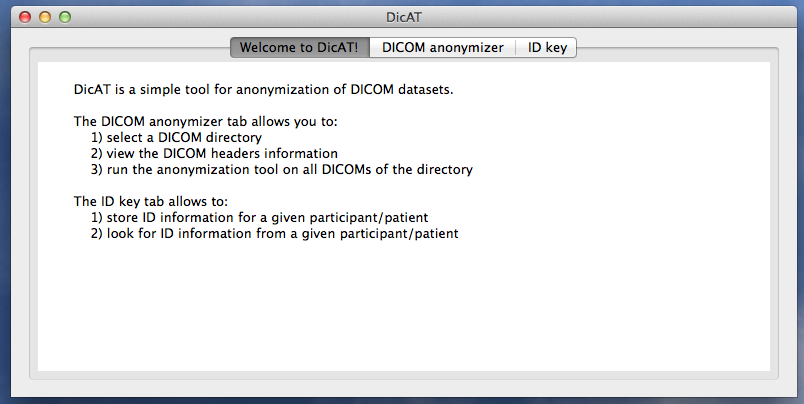 DicAT
Welcome to DicAT! DICOM anonymizer ID key
DicAT is a simple tool for anonymization of DICOM datasets.
The DICOM anonymizer tab allows you to:
1) select a DICOM directory
2) view the DICOM headers information
3) run the anonymization tool on all DICOMs of the directory
The ID key tab allows to:
1) store ID information for a given participant/patient
2) look for ID information from a given participant/patient